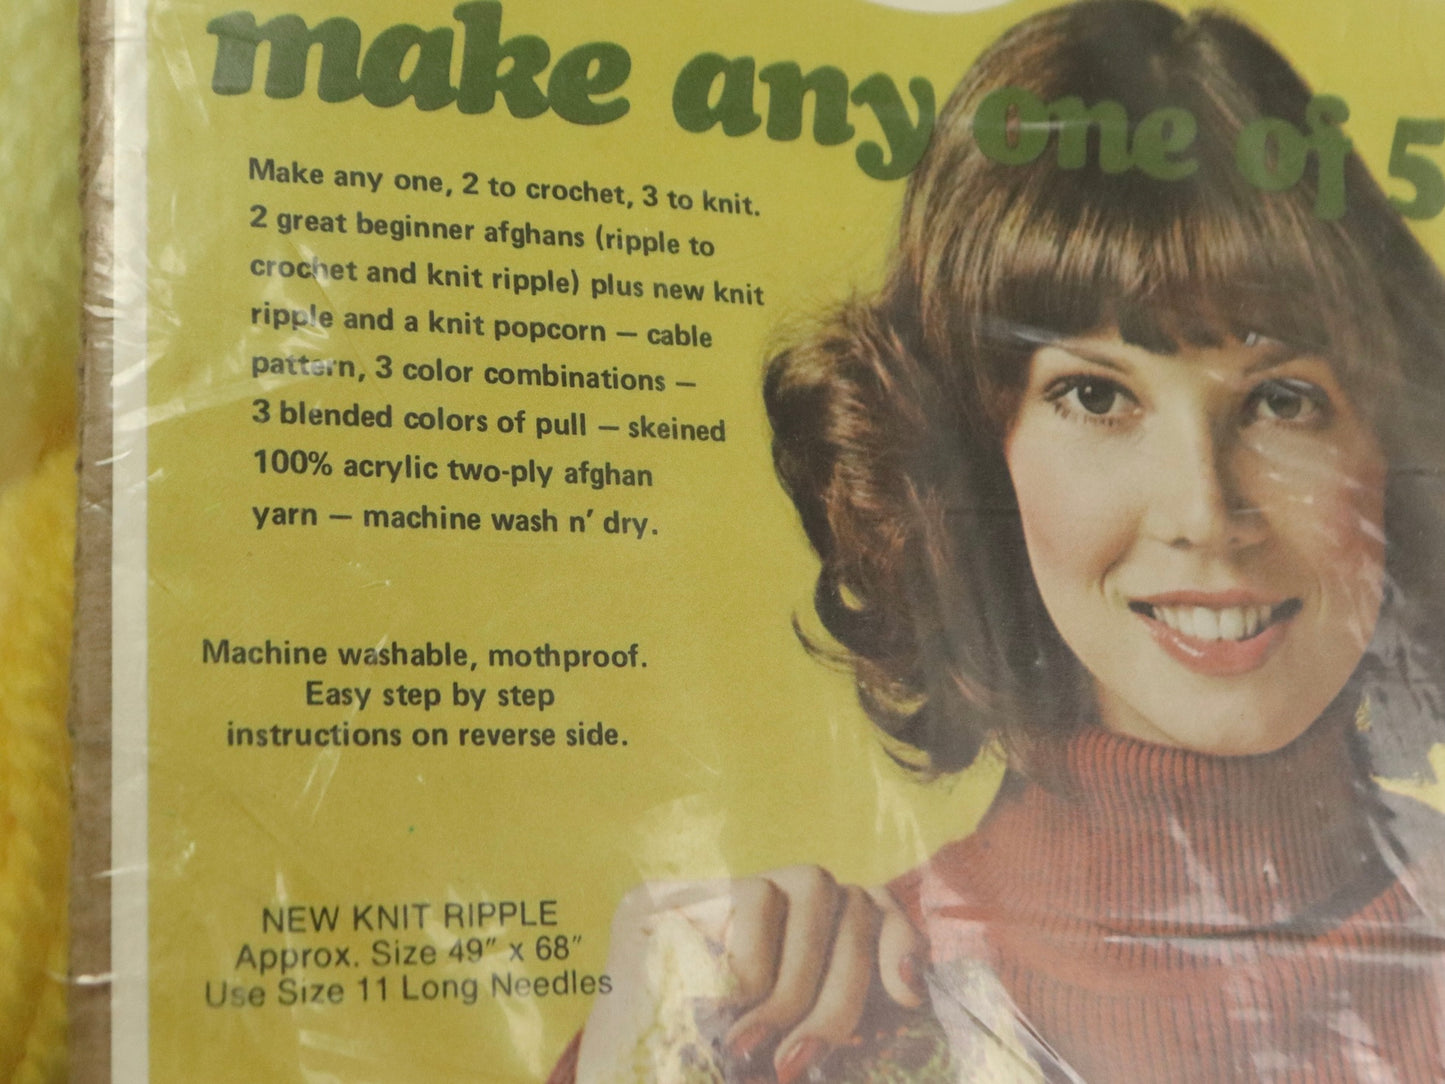 make any one of 5
Make any one, 2 to crochet, 3 to knit.
2 great beginner afghans (ripple to
crochet and knit ripple) plus new knit
ripple and a knit popcorn — cable
pattern, 3 color combinations —
3 blended colors of pull — skeined
100% acrylic two-ply afghan
yarn — machine wash n' dry.
Machine washable, mothproof.
Easy step by step
instructions on reverse side.
NEW KNIT RIPPLE
Approx. Size 49" x 68"
Use Size 11 Long Needles